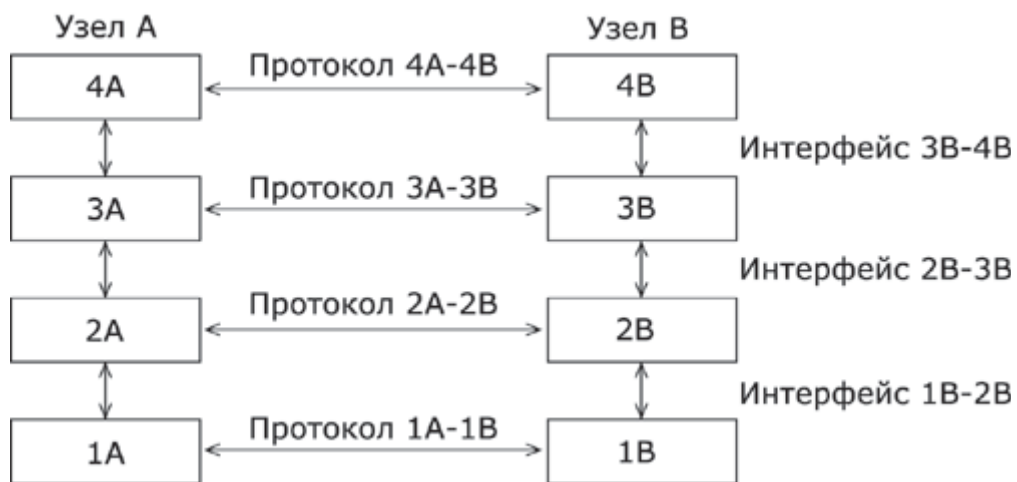 Узел А
Узел В
4А
Протокол 4А-4В
4В
Интерфейс 3В-4В
3А
Протокол 3А-3В
3В
Интерфейс 2В-3В
2А
Протокол 2А-2В
2В
Интерфейс 1В-2В
1А
Протокол 1А-1В
1В